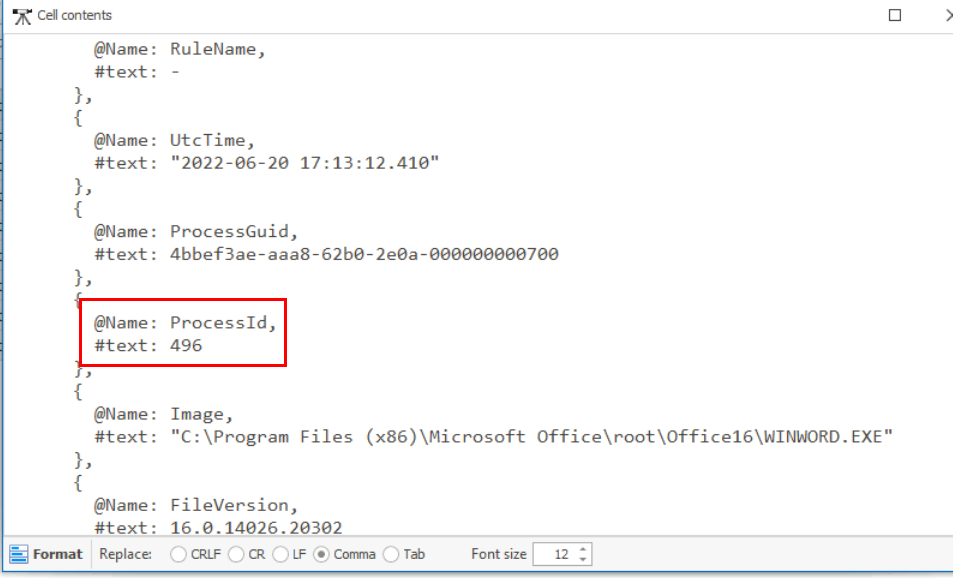 Cell contents
@Name: RuleName,
#text: -
},
{
@Name: UtcTime,
#text: "2022-06-20 17:13:12.410"
},
{
@Name: ProcessGuid,
#text: 4bbef3ae-aaa8-62b0-2e0a-000000000700
},
{
@Name: ProcessId,
#text: 496
},
{
@Name: Image,
#text: "C:\Program Files (x86)\Microsoft Office\root\Office16\WINWORD.EXE"
},
{
@Name: FileVersion,
#text: 16.0.14026.20302
Format Replace: CRLF CR LF Comma Tab Font size 12